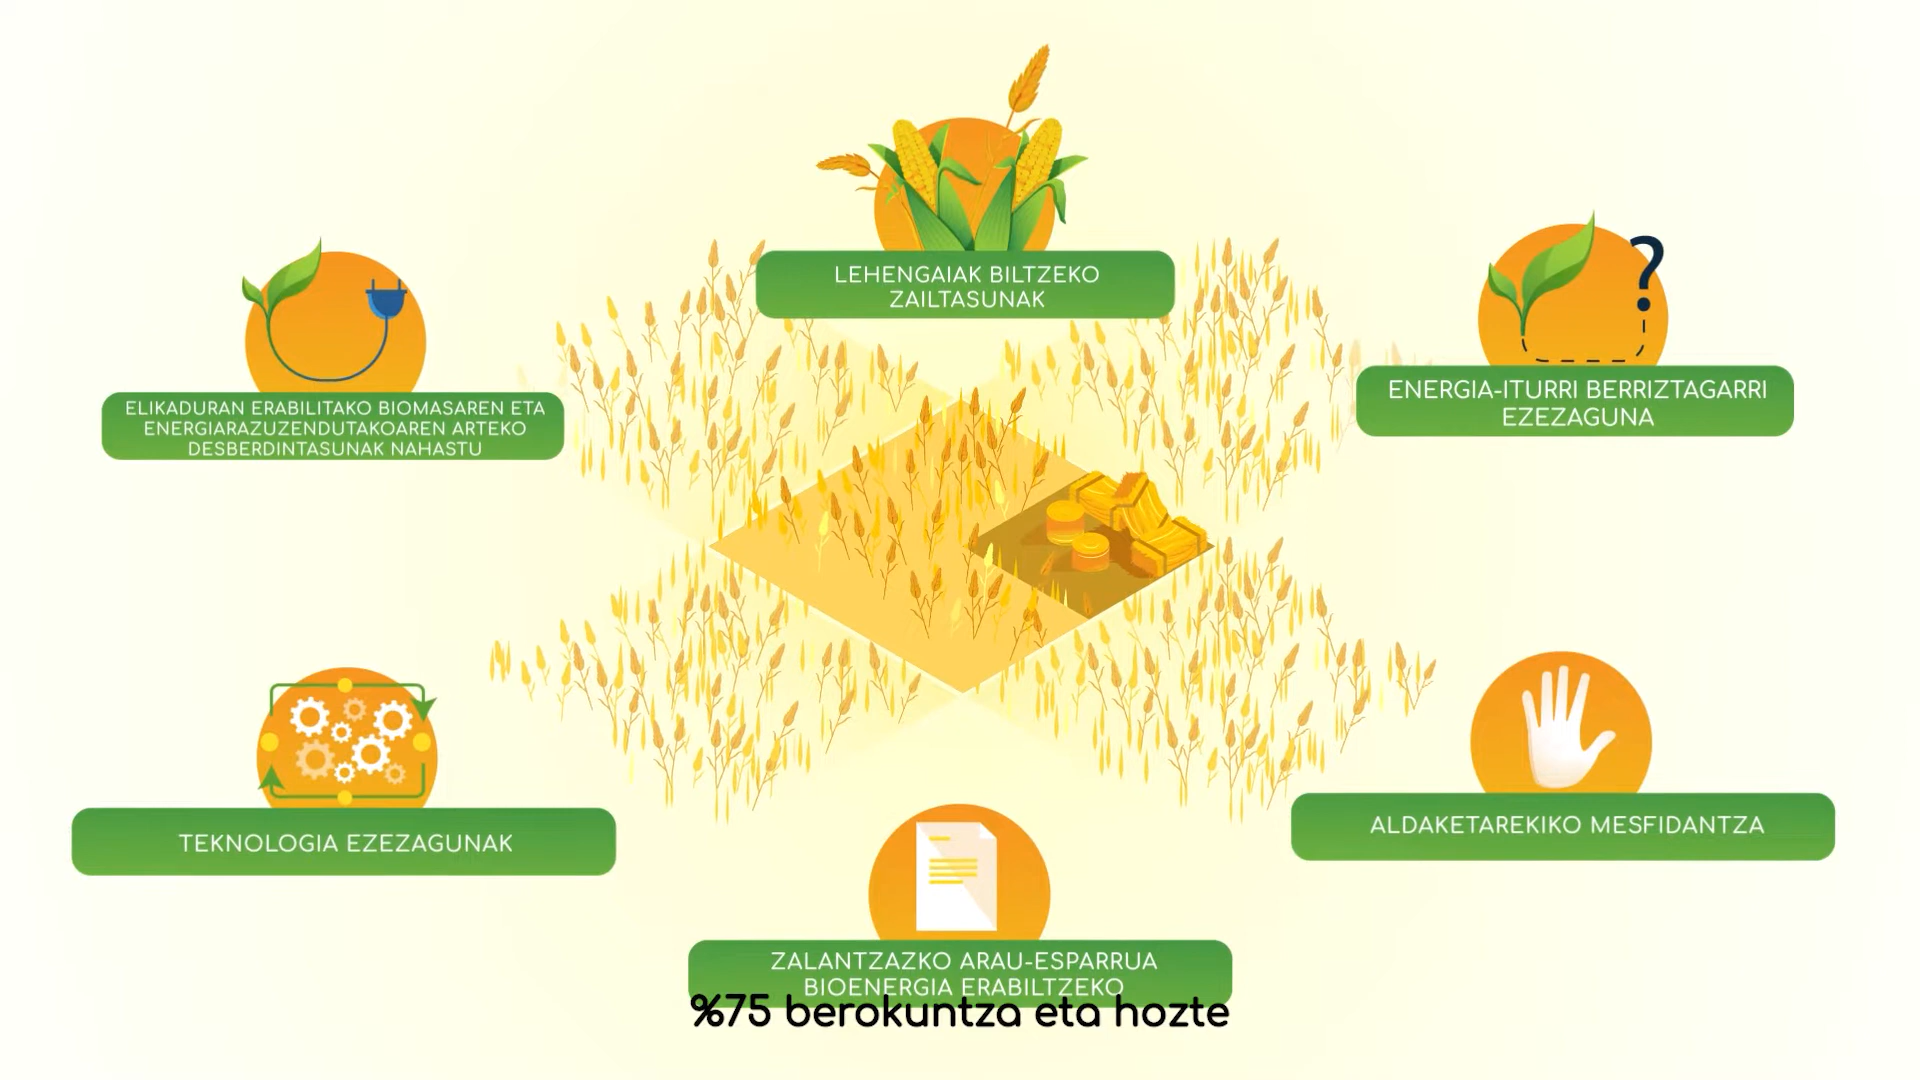 LEHENGAIAK BILTZEKO
ZAILTASUNAK
ELIKADURAN ERABILITAKO BIOMASAREN ETA
ENERGIARAZUZENDUTAKOAREN ARTEKO
DESBERDINTASUNAK NAHASTU
ENERGIA-ITURRI BERRIZTAGARRI
EZEZAGUNA
TEKNOLOGIA EZEZAGUNAK
ALDAKETAREKIKO MESFIDANTZA
ZALANTZAZKO ARAU-ESPARRUA
BIOENERGIA ERABILTZEKO
%75 berokuntza eta hozte